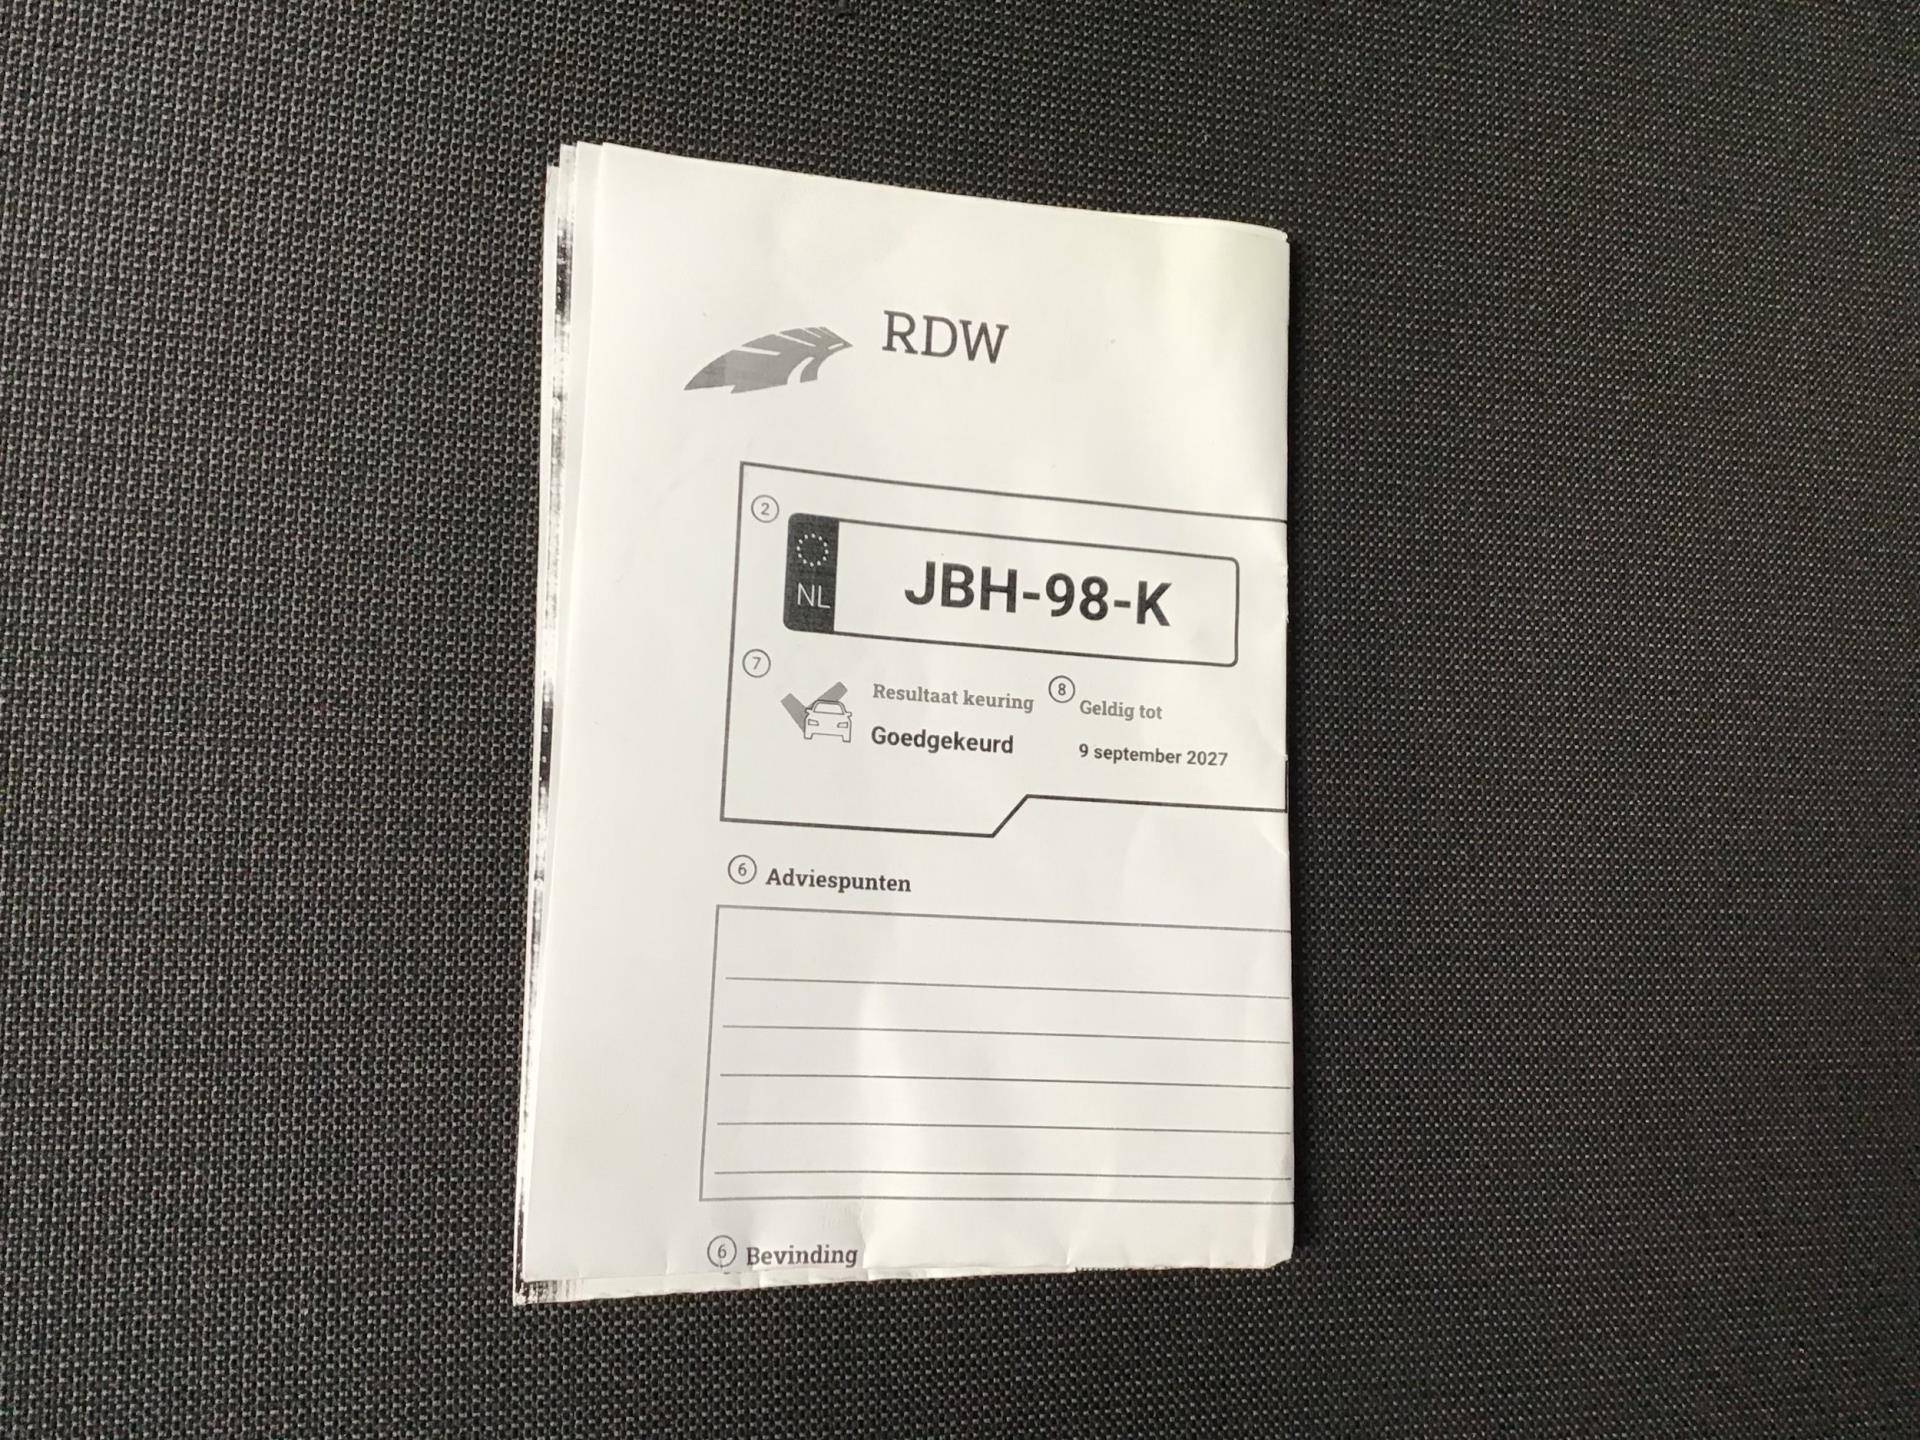 RDW
2
NL JBH-98-K
7 Resultaat keuring 8 Geldig tot
Goedgekeurd 9 september 2027
6 Adviespunten
6 Bevinding